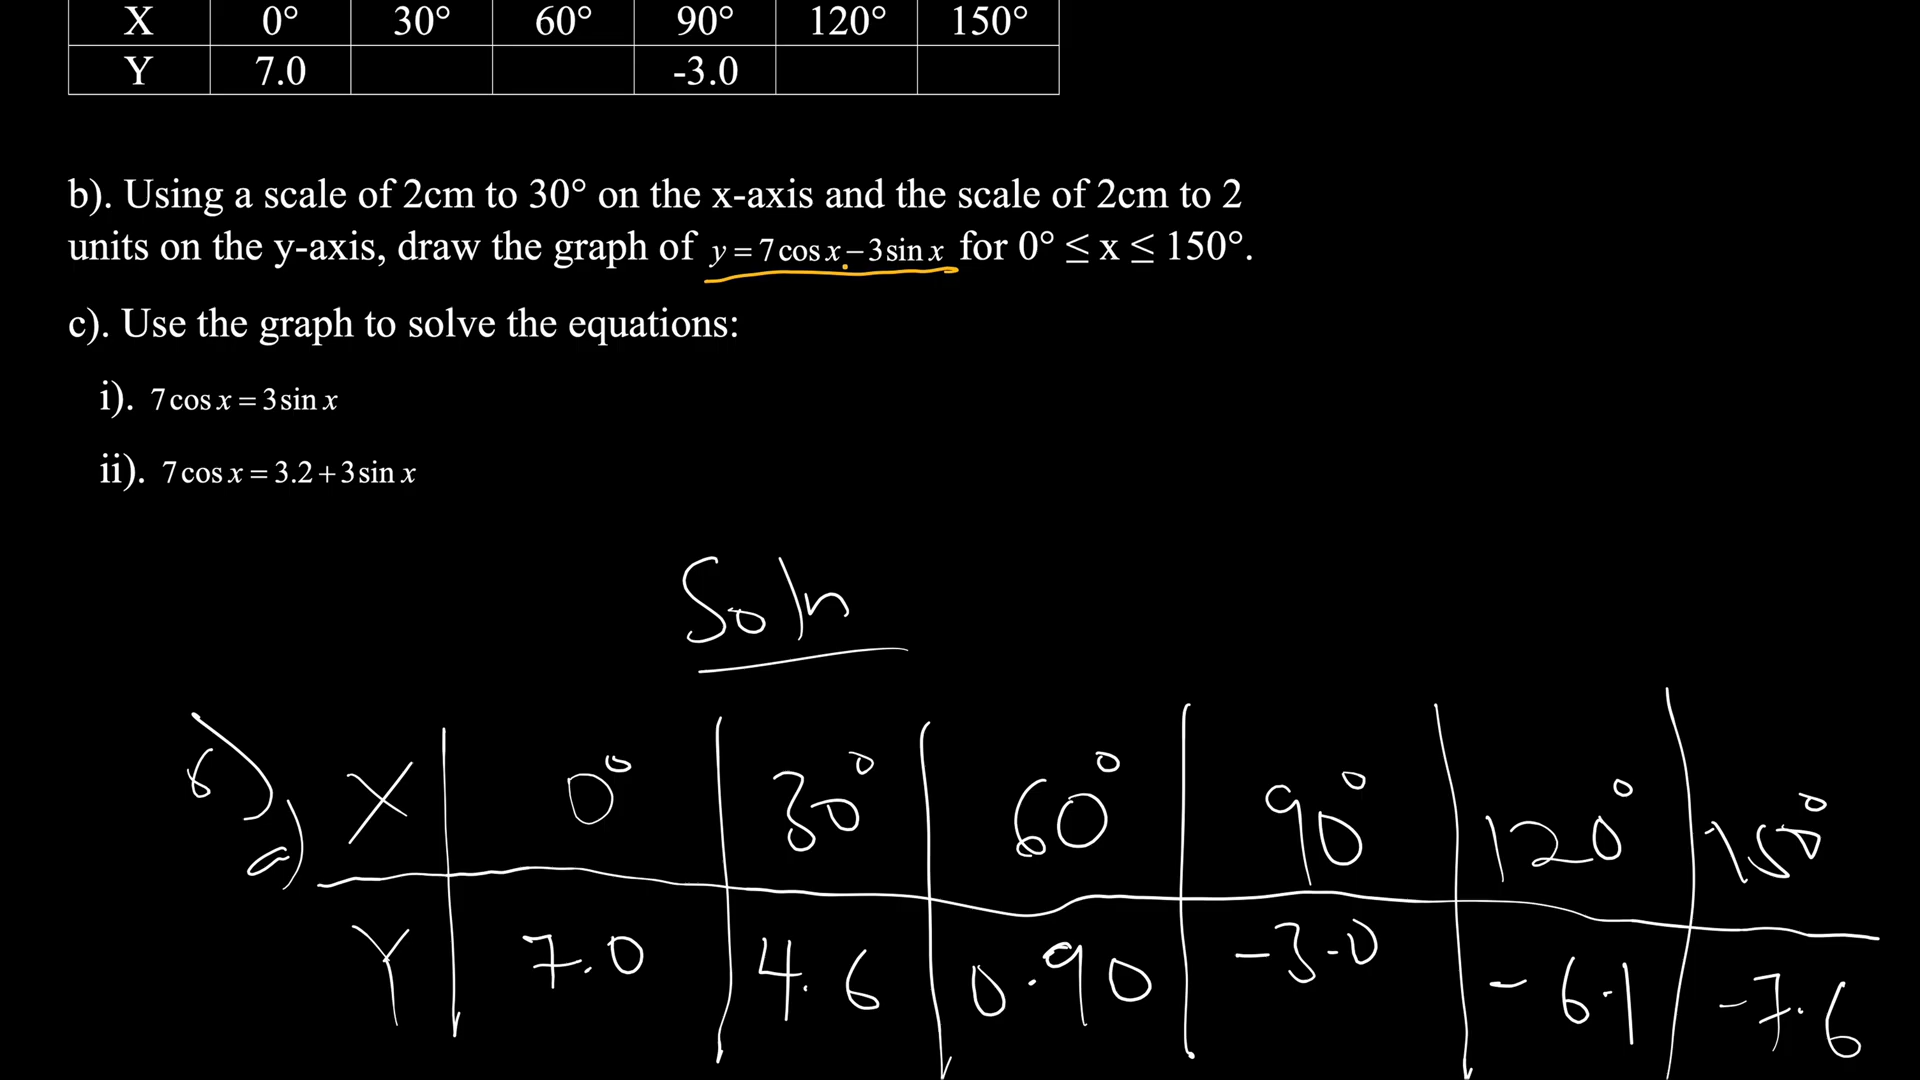 X 0° 30° 60° 90° 120° 150°
Y 7.0 -3.0
b). Using a scale of 2cm to 30° on the x-axis and the scale of 2cm to 2
units on the y-axis, draw the graph of y = 7 cos x – 3 sin x for 0° ≤ x ≤ 150°.
c). Use the graph to solve the equations:
i). 7 cos x = 3 sin x
ii). 7 cos x = 3.2 + 3 sin x
Soln
a) X 0° 30° 60° 90° 120° 150°
Y 7.0 4.6 0.90 -3.0 -6.1 -7.6